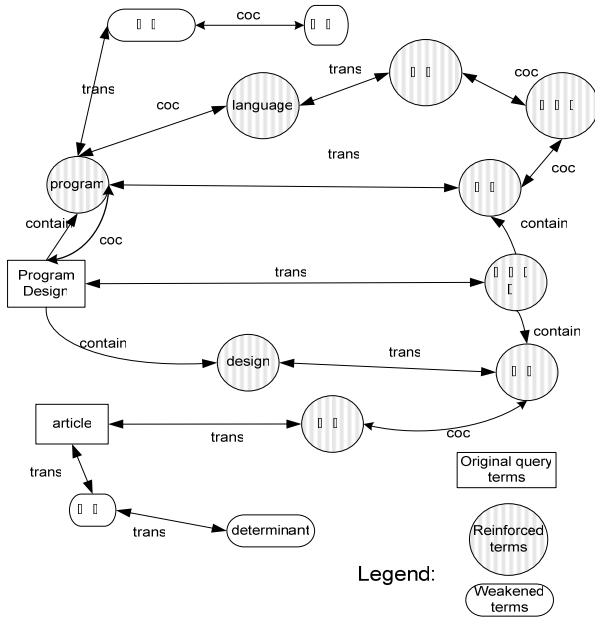 coc
trans
coc
language
trans
coc
trans
coc
program
contain
coc
contain
Program
Design
trans
contain
contain
design
trans
article
trans
coc
Original query
terms
trans
trans
determinant
Reinforced
terms
Legend:
Weakened
terms